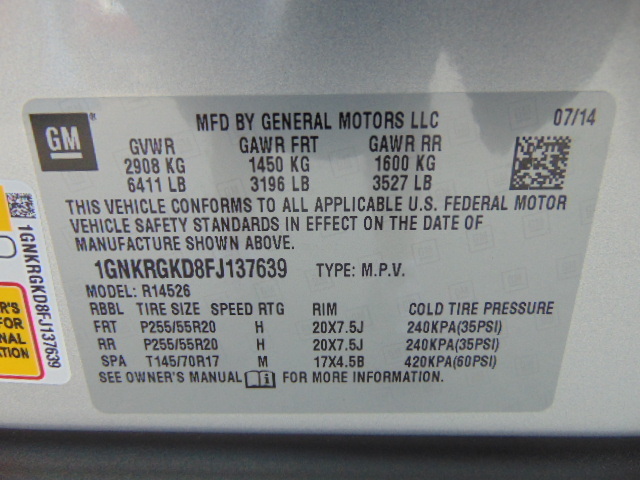 GM
MFD BY GENERAL MOTORS LLC 07/14
GVWR GAWR FRT GAWR RR
2908 KG 1450 KG 1600 KG
6411 LB 3196 LB 3527 LB
THIS VEHICLE CONFORMS TO ALL APPLICABLE U.S. FEDERAL MOTOR
VEHICLE SAFETY STANDARDS IN EFFECT ON THE DATE OF
MANUFACTURE SHOWN ABOVE.
1GNKRGKD8FJ137639 TYPE: M.P.V.
MODEL: R14526
RBBL TIRE SIZE SPEED RTG RIM COLD TIRE PRESSURE
FRT P255/55R20 H 20X7.5J 240KPA(35PSI)
RR P255/55R20 H 20X7.5J 240KPA(35PSI)
SPA T145/70R17 M 17X4.5B 420KPA(60PSI)
SEE OWNER'S MANUAL i FOR MORE INFORMATION.
1GNKRGKD8FJ137639